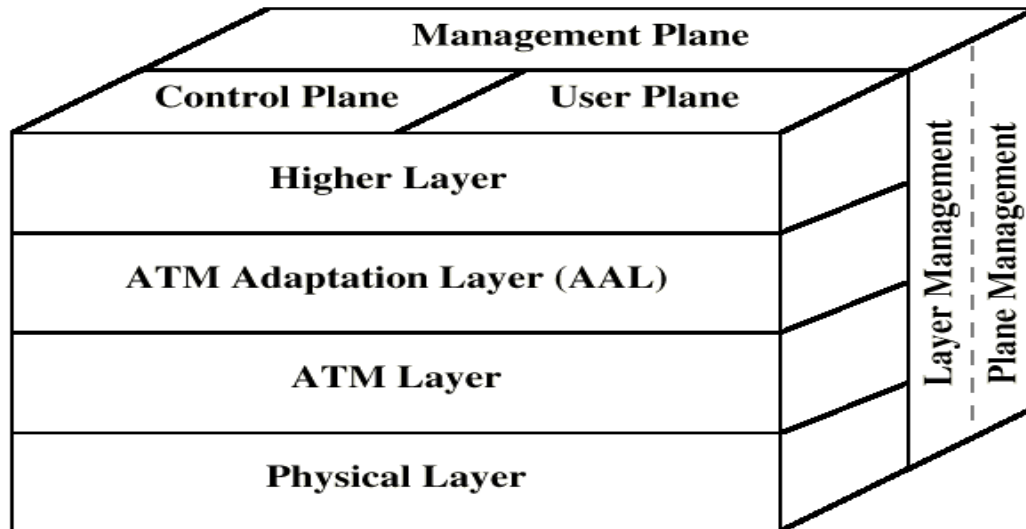 Management Plane
Control Plane
User Plane
Higher Layer
ATM Adaptation Layer (AAL)
ATM Layer
Physical Layer
Layer Management
Plane Management